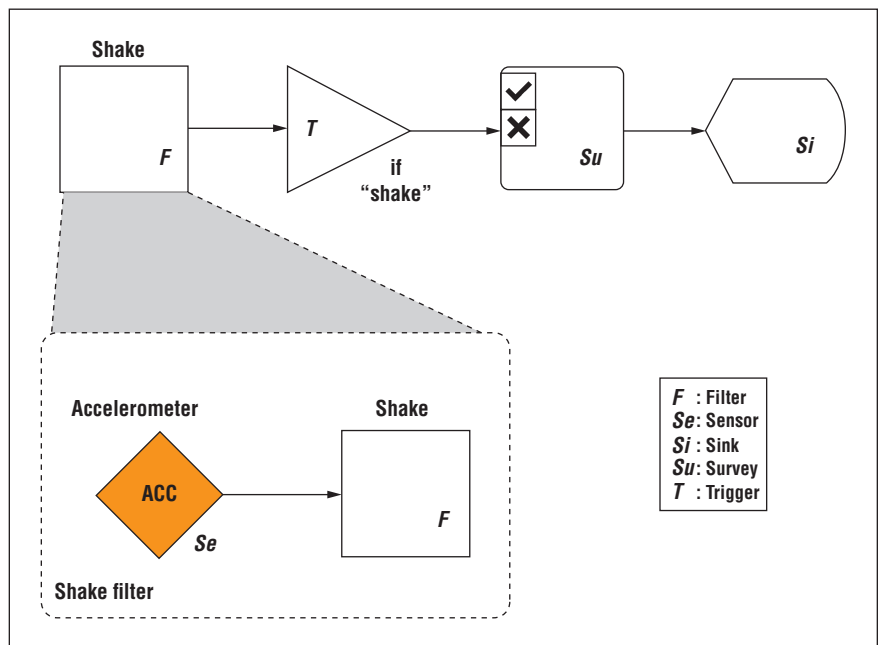 Shake
F
T
if
“shake”
Su
Si
Accelerometer
ACC
Se
Shake
F
Shake filter
F : Filter
Se: Sensor
Si: Sink
Su: Survey
T : Trigger